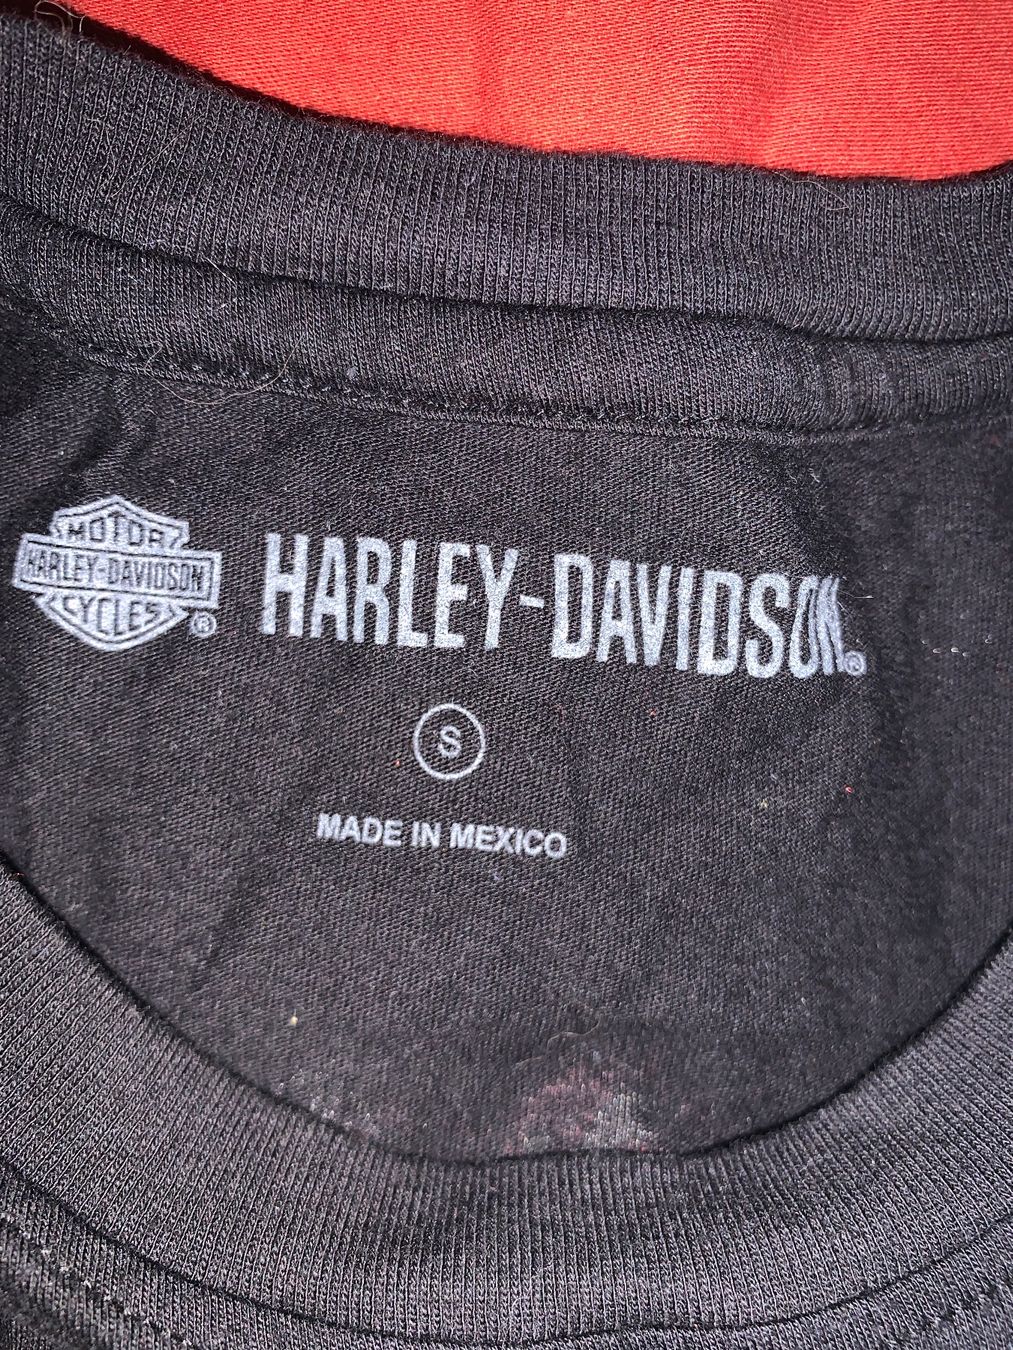 MOTOR
HARLEY-DAVIDSON
CYCLES ®
HARLEY-DAVIDSON®
S
MADE IN MEXICO